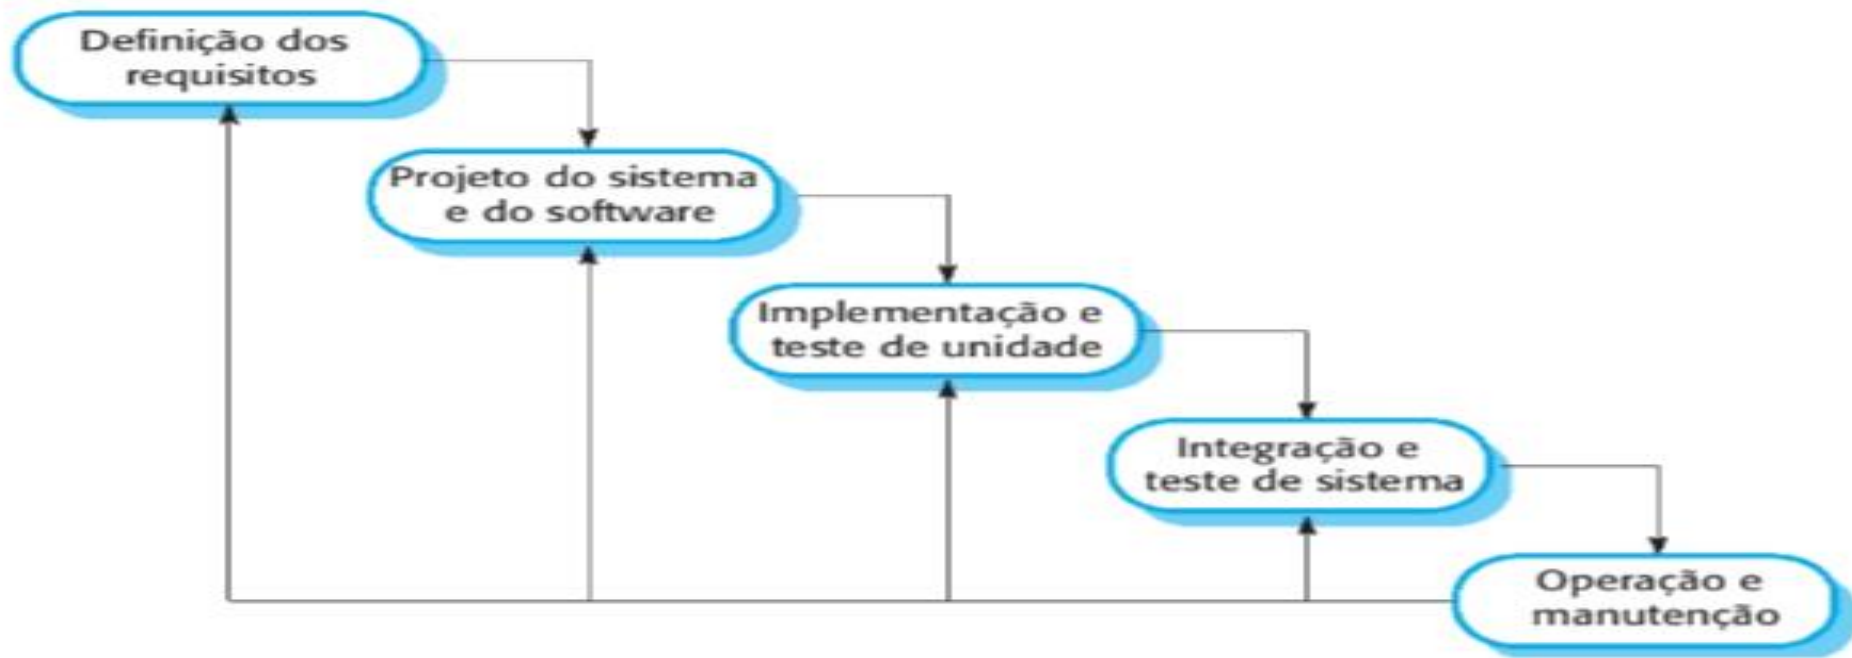 Definição dos
requisitos
Projeto do sistema
e do software
Implementação e
teste de unidade
Integração e
teste de sistema
Operação e
manutenção